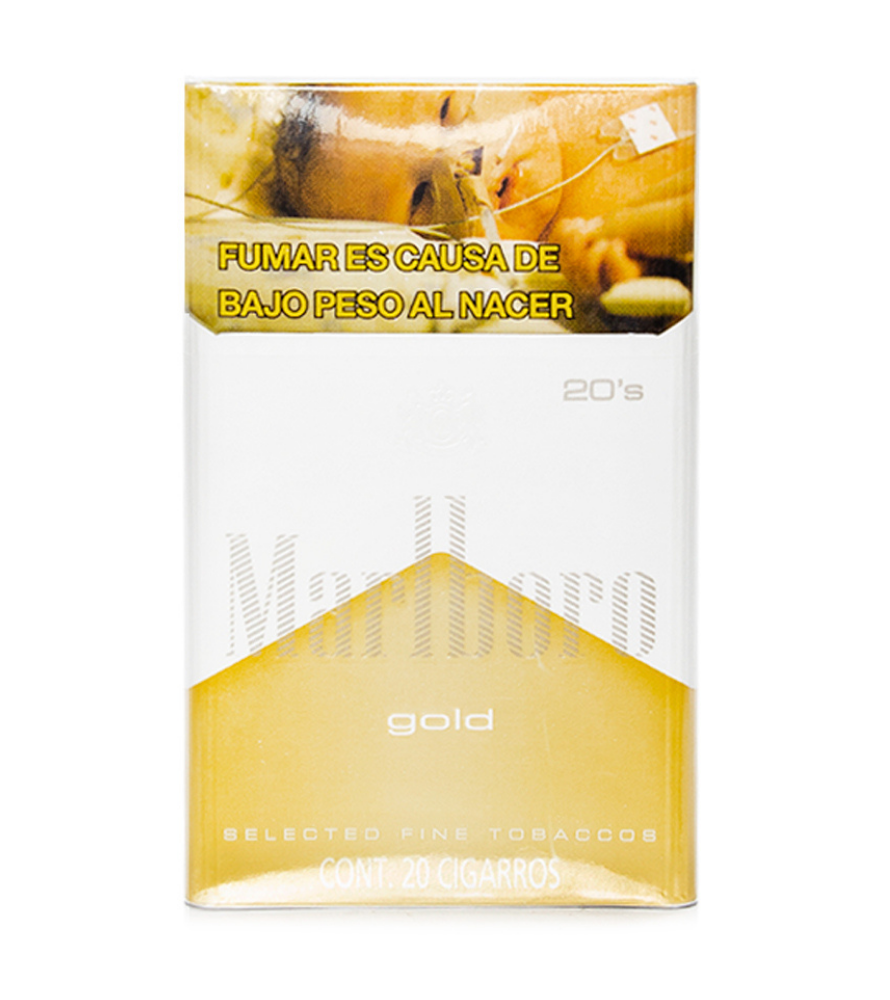 FUMAR ES CAUSA DE
BAJO PESO AL NACER
20's
Marlboro
gold
SELECTED FINE TOBACCOS
CONT. 20 CIGARROS